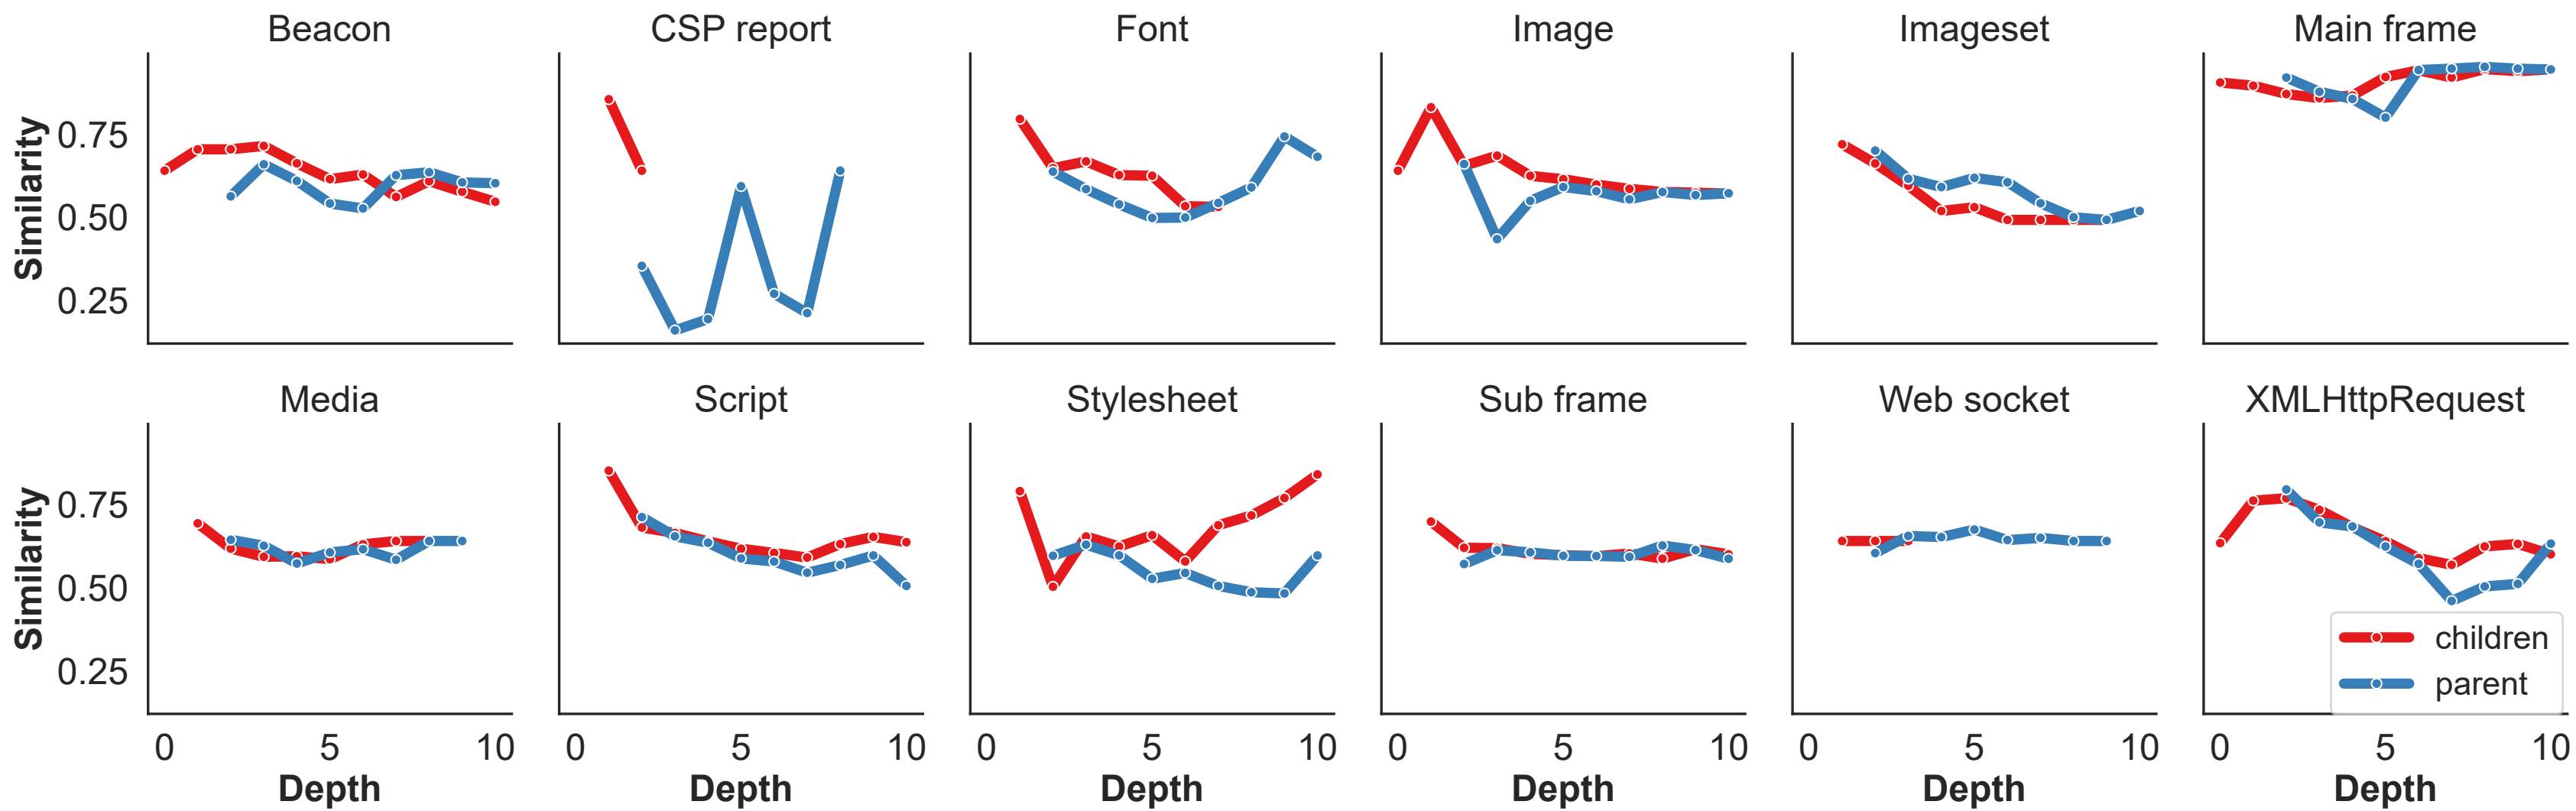 Beacon CSP report Font Image Imageset Main frame
Similarity
0.75
0.50
0.25
Media Script Stylesheet Sub frame Web socket XMLHttpRequest
Similarity
0.75
0.50
0.25
children
parent
0 5 10 0 5 10 0 5 10 0 5 10 0 5 10 0 5 10
Depth Depth Depth Depth Depth Depth